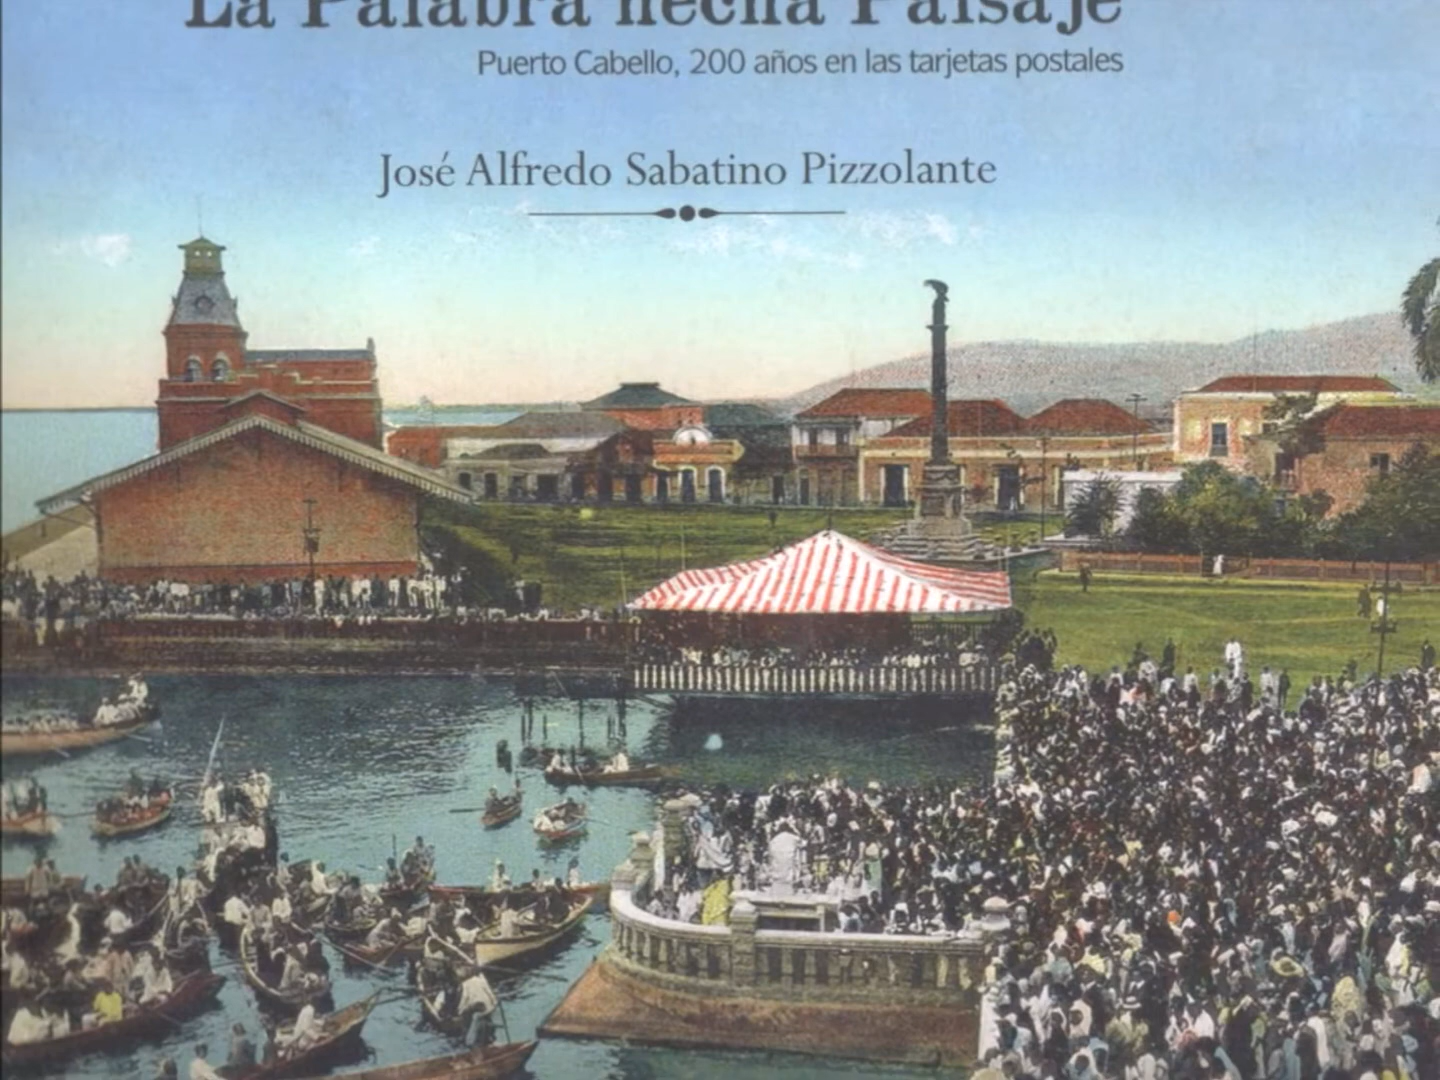 La Palabra hecha Paisaje
Puerto Cabello, 200 años en las tarjetas postales
José Alfredo Sabatino Pizzolante